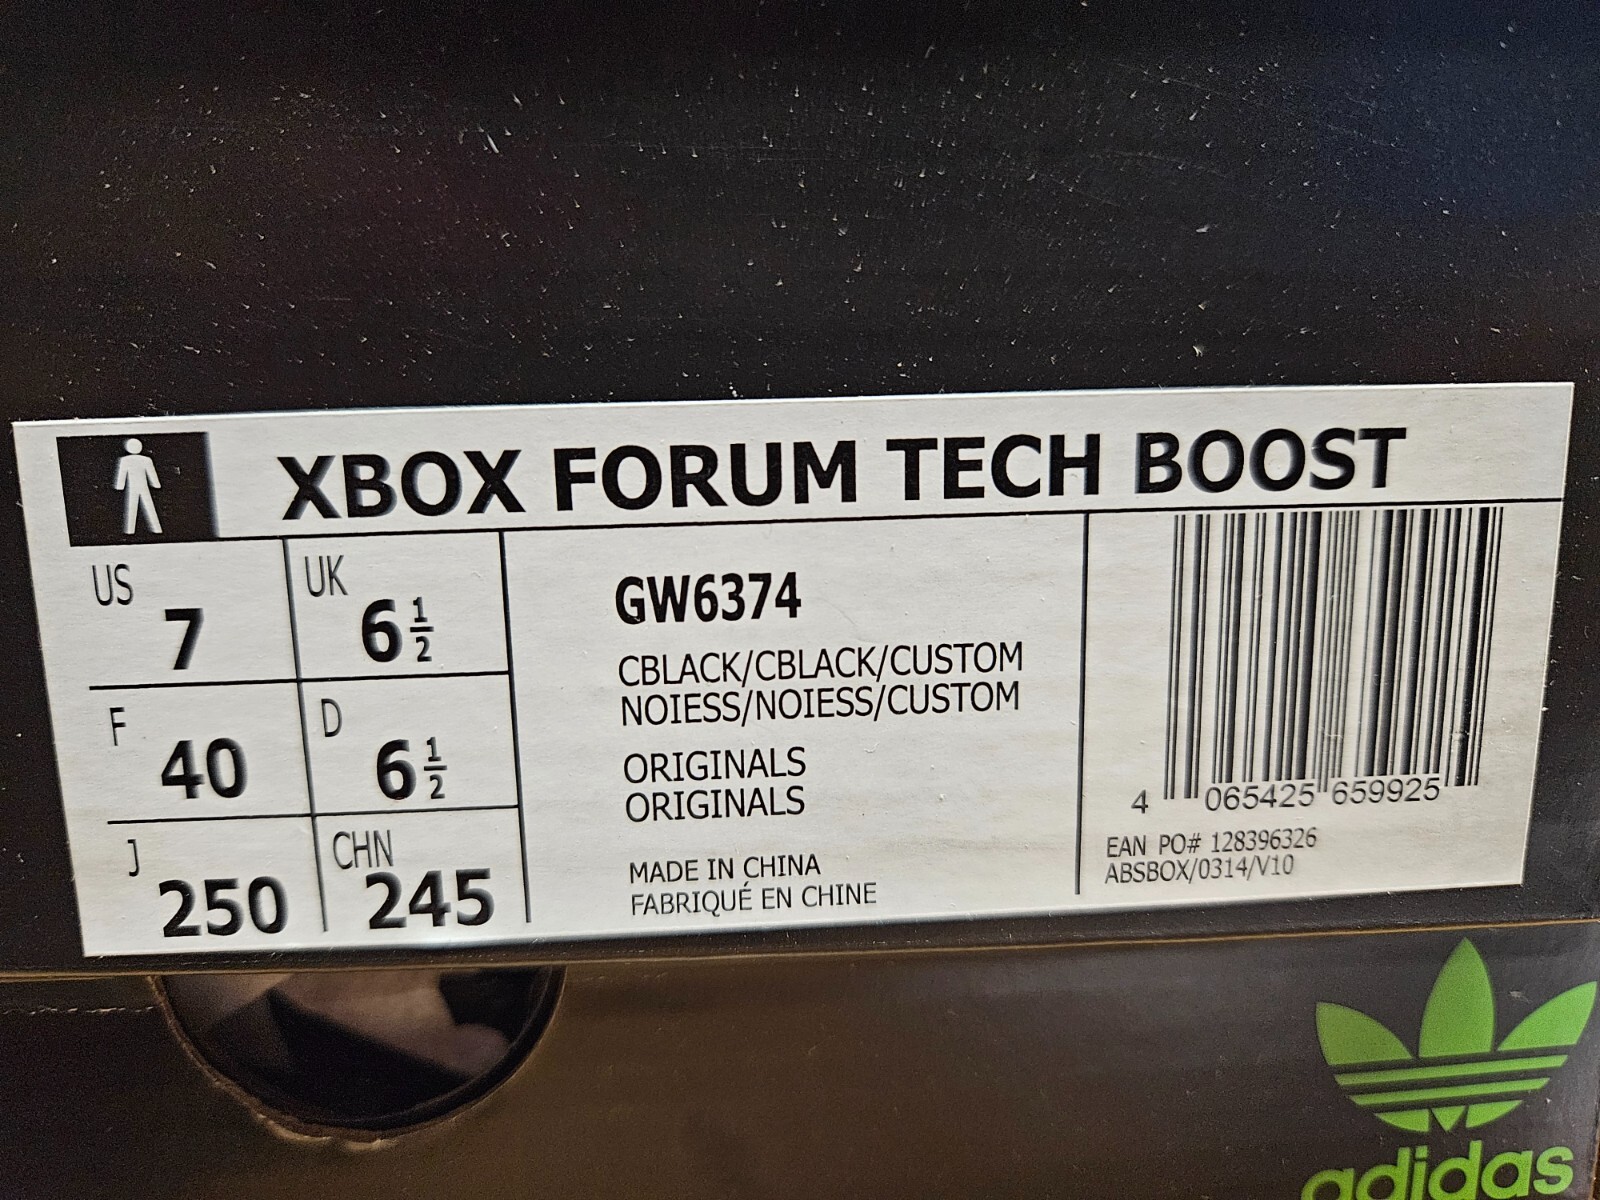 XBOX FORUM TECH BOOST
US
7
UK
6 1/2
F
40
D
6 1/2
J
250
CHN
245
GW6374
CBLACK/CBLACK/CUSTOM
NOIESS/NOIESS/CUSTOM
ORIGINALS
ORIGINALS
MADE IN CHINA
FABRIQUÉ EN CHINE
4 065425 659925
EAN PO# 128396326
ABSBOX/0314/V10
adidas